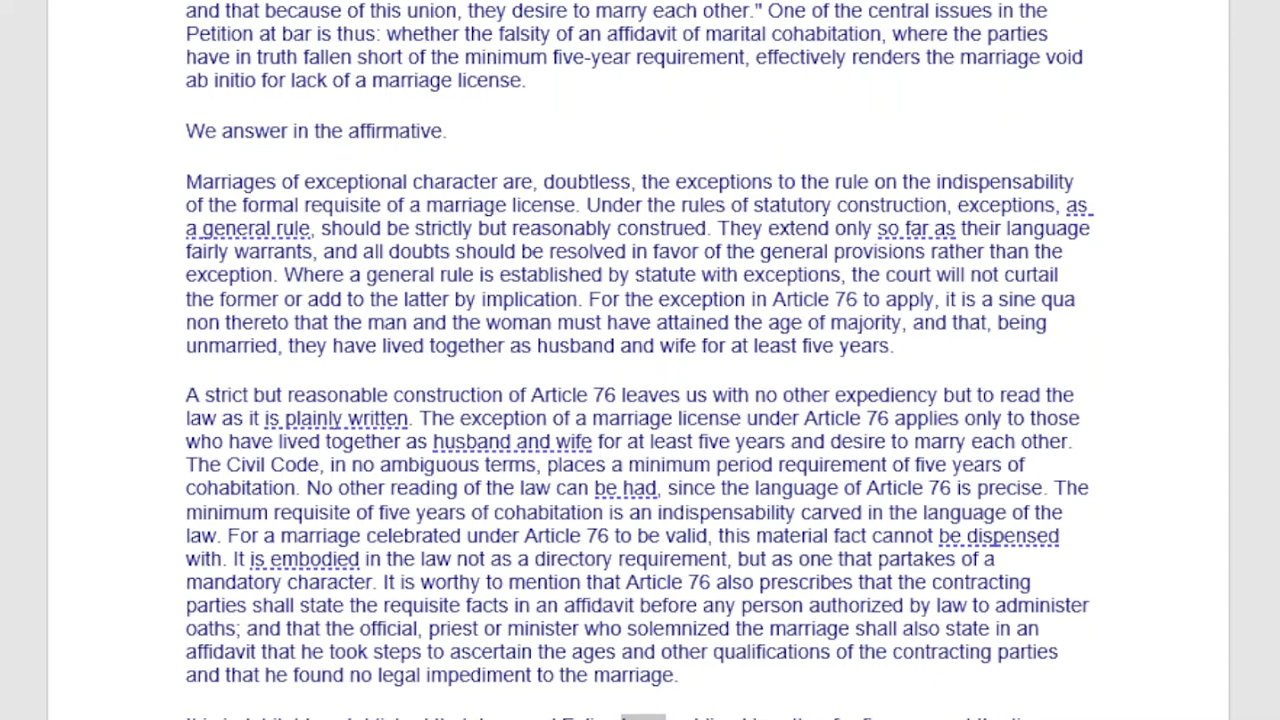 and that because of this union, they desire to marry each other." One of the central issues in the
Petition at bar is thus: whether the falsity of an affidavit of marital cohabitation, where the parties
have in truth fallen short of the minimum five-year requirement, effectively renders the marriage void
ab initio for lack of a marriage license.
We answer in the affirmative.
Marriages of exceptional character are, doubtless, the exceptions to the rule on the indispensability
of the formal requisite of a marriage license. Under the rules of statutory construction, exceptions, as
a general rule, should be strictly but reasonably construed. They extend only so far as their language
fairly warrants, and all doubts should be resolved in favor of the general provisions rather than the
exception. Where a general rule is established by statute with exceptions, the court will not curtail
the former or add to the latter by implication. For the exception in Article 76 to apply, it is a sine qua
non thereto that the man and the woman must have attained the age of majority, and that, being
unmarried, they have lived together as husband and wife for at least five years.
A strict but reasonable construction of Article 76 leaves us with no other expediency but to read the
law as it is plainly written. The exception of a marriage license under Article 76 applies only to those
who have lived together as husband and wife for at least five years and desire to marry each other.
The Civil Code, in no ambiguous terms, places a minimum period requirement of five years of
cohabitation. No other reading of the law can be had, since the language of Article 76 is precise. The
minimum requisite of five years of cohabitation is an indispensability carved in the language of the
law. For a marriage celebrated under Article 76 to be valid, this material fact cannot be dispensed
with. It is embodied in the law not as a directory requirement, but as one that partakes of a
mandatory character. It is worthy to mention that Article 76 also prescribes that the contracting
parties shall state the requisite facts in an affidavit before any person authorized by law to administer
oaths; and that the official, priest or minister who solemnized the marriage shall also state in an
affidavit that he took steps to ascertain the ages and other qualifications of the contracting parties
and that he found no legal impediment to the marriage.